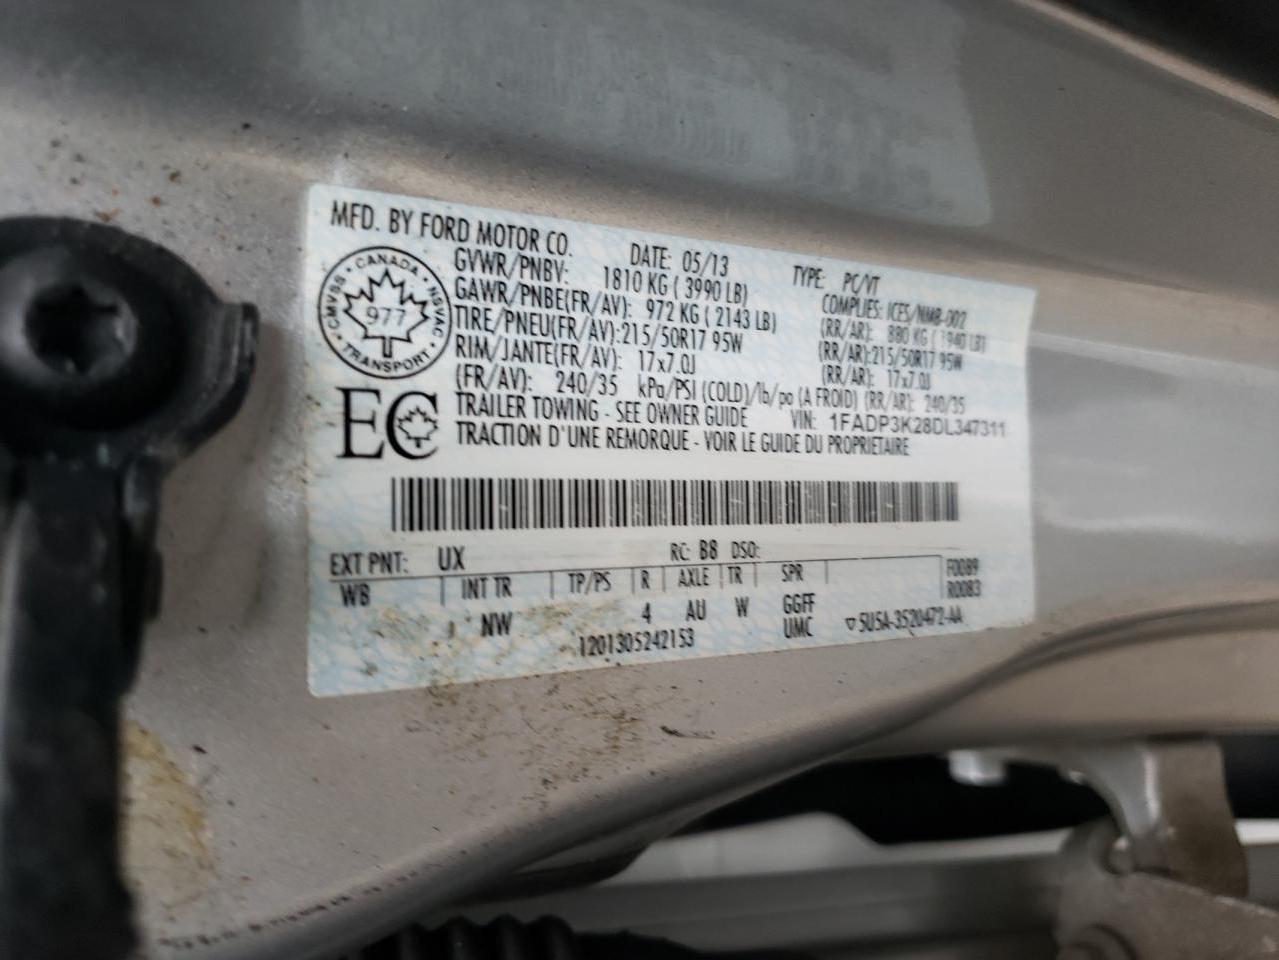 MFD. BY FORD MOTOR CO. DATE: 05/13 TYPE: PC/VT
GVWR/PNBV: 1810 KG ( 3990 LB) COMPLIES: ICES/NMB-002
GAWR/PNBE(FR/AV): 972 KG ( 2143 LB) (RR/AR): 880 KG ( 1940 LB)
TIRE/PNEU(FR/AV):215/50R17 95W (RR/AR):215/50R17 95W
RIM/JANTE(FR/AV): 17x7.0J (RR/AR): 17x7.0J
(FR/AV): 240/35 kPa/PSI (COLD)/lb/po (A FROID) (RR/AR): 240/35
TRAILER TOWING - SEE OWNER GUIDE VIN: 1FADP3K28DL347311
TRACTION D'UNE REMORQUE - VOIR LE GUIDE DU PROPRIETAIRE
CMVSS • CANADA • NSVAC • TRANSPORT •
977
EC
EXT PNT: UX RC: B8 DSO:
WB INT TR TP/PS R AXLE TR SPR F0089
R0083
NW 4 AU W GGFF
1201305242153 UMC ▽5U5A-3520472-AA